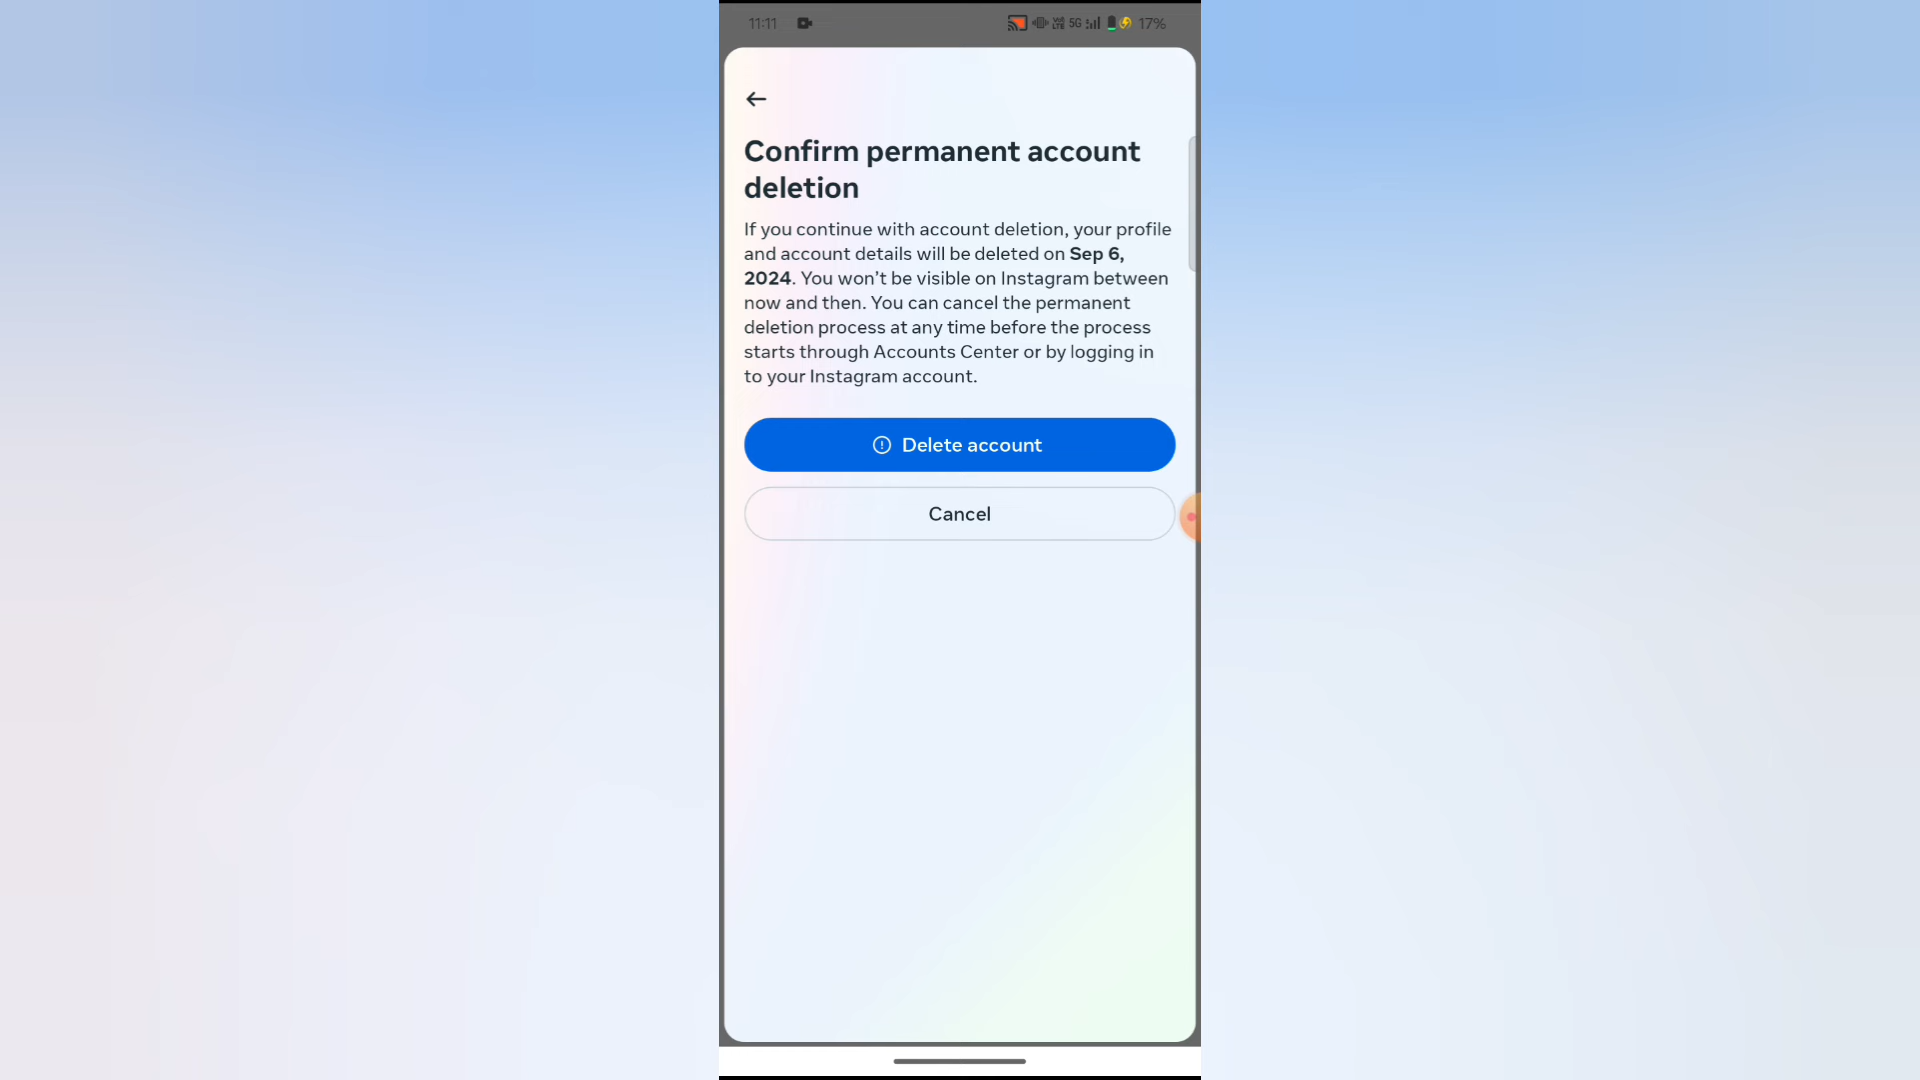 11:11
5G
17%
Confirm permanent account
deletion
If you continue with account deletion, your profile
and account details will be deleted on Sep 6,
2024. You won’t be visible on Instagram between
now and then. You can cancel the permanent
deletion process at any time before the process
starts through Accounts Center or by logging in
to your Instagram account.
Delete account
Cancel